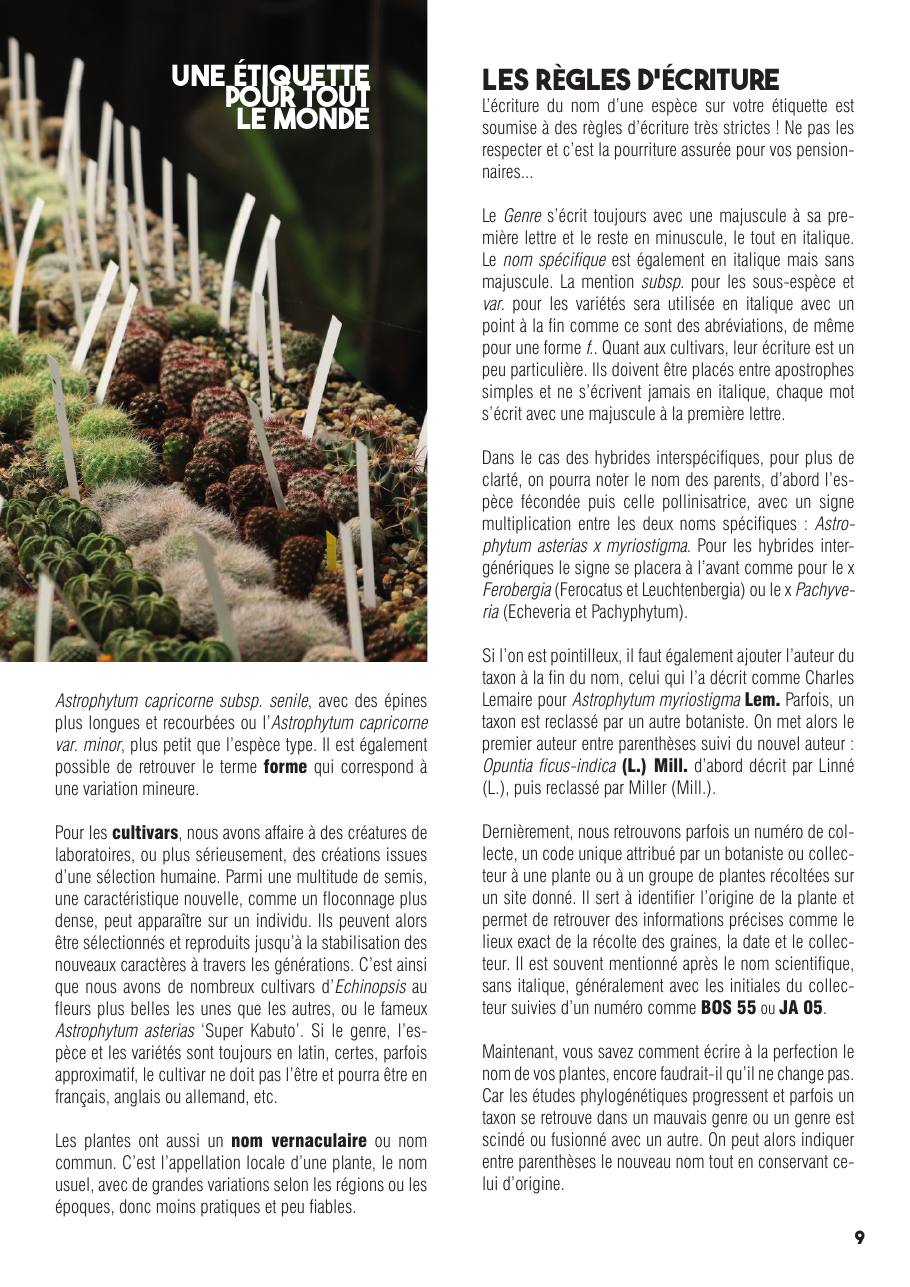 UNE ÉTIQUETTE
POUR TOUT
LE MONDE
Astrophytum capricorne subsp. senile, avec des épines
plus longues et recourbées ou l'Astrophytum capricorne
var. minor, plus petit que l'espèce type. Il est également
possible de retrouver le terme forme qui correspond à
une variation mineure.
Pour les cultivars, nous avons affaire à des créatures de
laboratoires, ou plus sérieusement, des créations issues
d'une sélection humaine. Parmi une multitude de semis,
une caractéristique nouvelle, comme un floconnage plus
dense, peut apparaître sur un individu. Ils peuvent alors
être sélectionnés et reproduits jusqu'à la stabilisation des
nouveaux caractères à travers les générations. C'est ainsi
que nous avons de nombreux cultivars d'Echinopsis au
fleurs plus belles les unes que les autres, ou le fameux
Astrophytum asterias ‘Super Kabuto’. Si le genre, l'es-
pèce et les variétés sont toujours en latin, certes, parfois
approximatif, le cultivar ne doit pas l'être et pourra être en
français, anglais ou allemand, etc.
Les plantes ont aussi un nom vernaculaire ou nom
commun. C'est l'appellation locale d'une plante, le nom
usuel, avec de grandes variations selon les régions ou les
époques, donc moins pratiques et peu fiables.
LES RÈGLES D'ÉCRITURE
L'écriture du nom d'une espèce sur votre étiquette est
soumise à des règles d'écriture très strictes ! Ne pas les
respecter et c'est la pourriture assurée pour vos pension-
naires...
Le Genre s'écrit toujours avec une majuscule à sa pre-
mière lettre et le reste en minuscule, le tout en italique.
Le nom spécifique est également en italique mais sans
majuscule. La mention subsp. pour les sous-espèce et
var. pour les variétés sera utilisée en italique avec un
point à la fin comme ce sont des abréviations, de même
pour une forme f.. Quant aux cultivars, leur écriture est un
peu particulière. Ils doivent être placés entre apostrophes
simples et ne s'écrivent jamais en italique, chaque mot
s'écrit avec une majuscule à la première lettre.
Dans le cas des hybrides interspécifiques, pour plus de
clarté, on pourra noter le nom des parents, d'abord l'es-
pèce fécondée puis celle pollinisatrice, avec un signe
multiplication entre les deux noms spécifiques : Astro-
phytum asterias x myriostigma. Pour les hybrides inter-
génériques le signe se placera à l'avant comme pour le x
Ferobergia (Ferocatus et Leuchtenbergia) ou le x Pachyve-
ria (Echeveria et Pachyphytum).
Si l'on est pointilleux, il faut également ajouter l'auteur du
taxon à la fin du nom, celui qui l'a décrit comme Charles
Lemaire pour Astrophytum myriostigma Lem. Parfois, un
taxon est reclassé par un autre botaniste. On met alors le
premier auteur entre parenthèses suivi du nouvel auteur :
Opuntia ficus-indica (L.) Mill. d'abord décrit par Linné
(L.), puis reclassé par Miller (Mill.).
Dernièrement, nous retrouvons parfois un numéro de col-
lecte, un code unique attribué par un botaniste ou collec-
teur à une plante ou à un groupe de plantes récoltées sur
un site donné. Il sert à identifier l'origine de la plante et
permet de retrouver des informations précises comme le
lieux exact de la récolte des graines, la date et le collec-
teur. Il est souvent mentionné après le nom scientifique,
sans italique, généralement avec les initiales du collec-
teur suivies d'un numéro comme BOS 55 ou JA 05.
Maintenant, vous savez comment écrire à la perfection le
nom de vos plantes, encore faudrait-il qu'il ne change pas.
Car les études phylogénétiques progressent et parfois un
taxon se retrouve dans un mauvais genre ou un genre est
scindé ou fusionné avec un autre. On peut alors indiquer
entre parenthèses le nouveau nom tout en conservant ce-
lui d'origine.
9